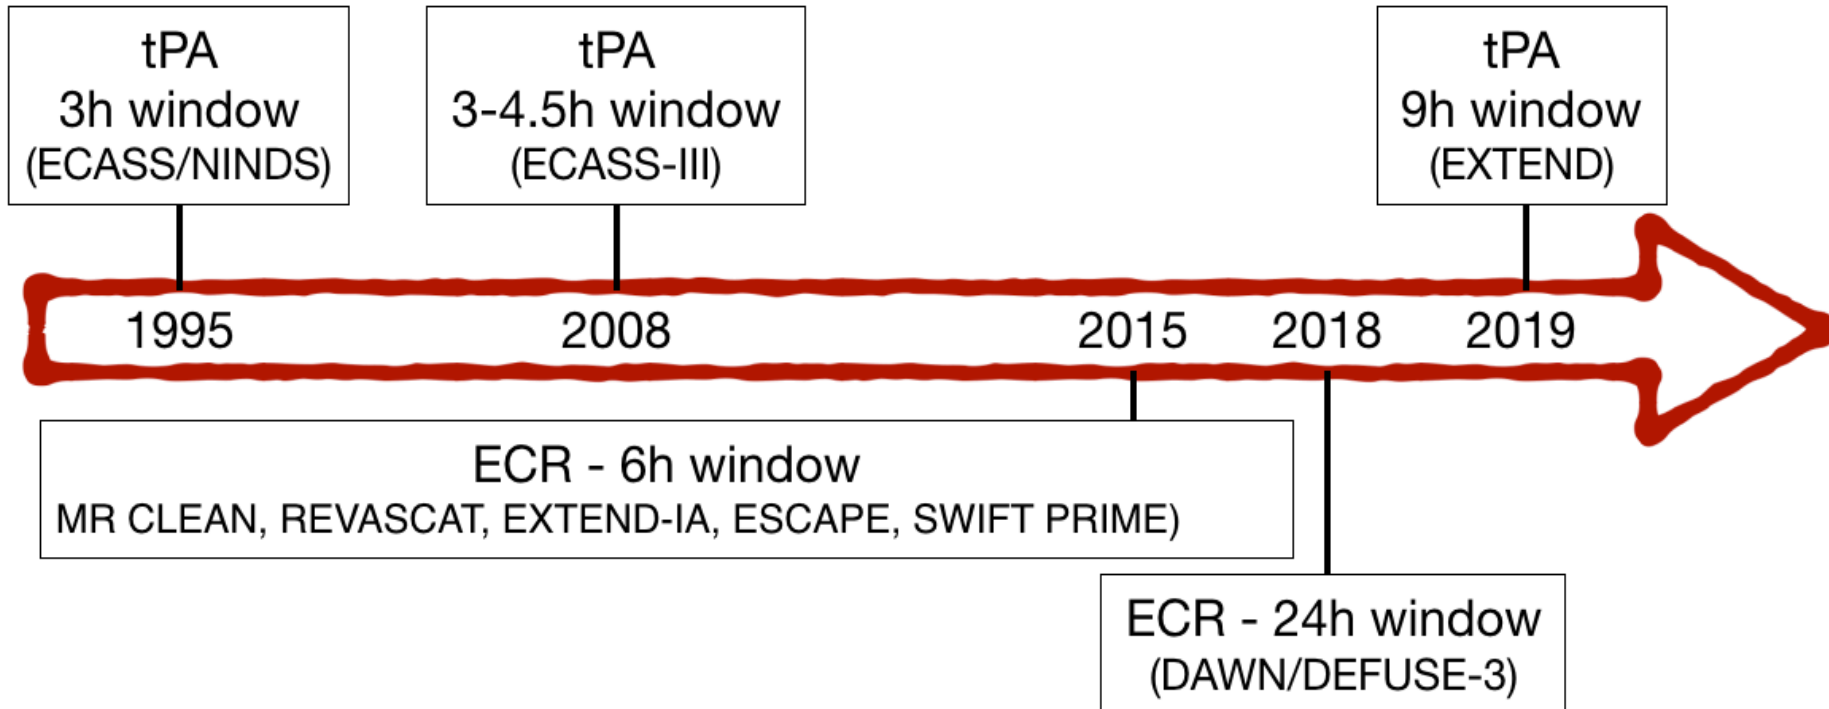 tPA
3h window
(ECASS/NINDS)
tPA
3-4.5h window
(ECASS-III)
tPA
9h window
(EXTEND)
1995
2008
2015
2018
2019
ECR - 6h window
MR CLEAN, REVASCAT, EXTEND-IA, ESCAPE, SWIFT PRIME)
ECR - 24h window
(DAWN/DEFUSE-3)